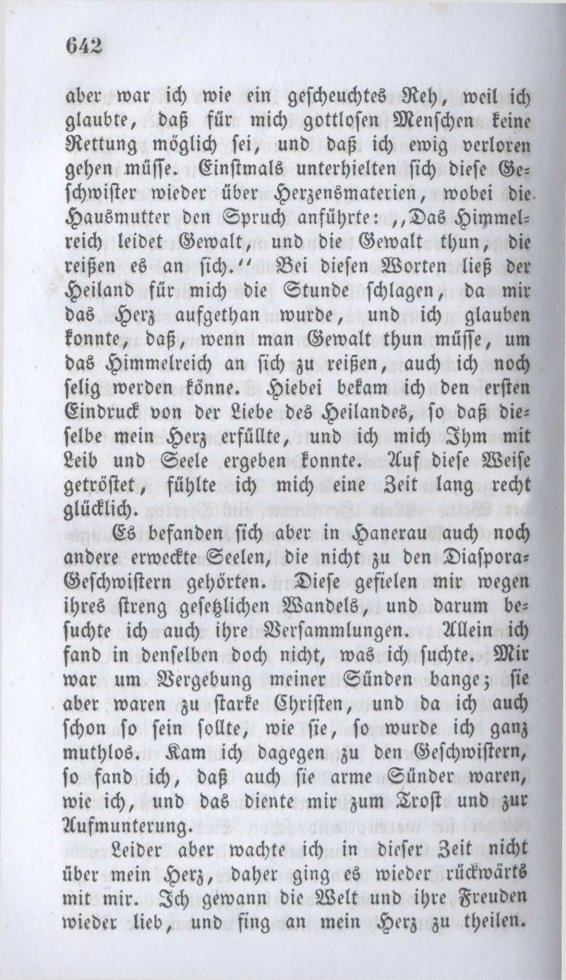 642
aber war ich wie ein gescheuchtes Reh, weil ich
glaubte, daß für mich gottlosen Menschen keine
Rettung möglich sei, und daß ich ewig verloren
gehen müsse. Einstmals unterhielten sich diese Ge-
schwister wieder über Herzensmaterien, wobei die
Hausmutter den Spruch anführte: „Das Himmel-
reich leidet Gewalt, und die Gewalt thun, die
reißen es an sich.“ Bei diesen Worten ließ der
Heiland für mich die Stunde schlagen, da mir
das Herz aufgethan wurde, und ich glauben
konnte, daß, wenn man Gewalt thun müsse, um
das Himmelreich an sich zu reißen, auch ich noch
selig werden könne. Hiebei bekam ich den ersten
Eindruck von der Liebe des Heilandes, so daß die-
selbe mein Herz erfüllte, und ich mich Ihm mit
Leib und Seele ergeben konnte. Auf diese Weise
getröstet, fühlte ich mich eine Zeit lang recht
glücklich.
Es befanden sich aber in Hanerau auch noch
andere erweckte Seelen, die nicht zu den Diaspora-
Geschwistern gehörten. Diese gefielen mir wegen
ihres streng gesetzlichen Wandels, und darum be-
suchte ich auch ihre Versammlungen. Allein ich
fand in denselben doch nicht, was ich suchte. Mir
war um Vergebung meiner Sünden bange; sie
aber waren zu starke Christen, und da ich auch
schon so sein sollte, wie sie, so wurde ich ganz
muthlos. Kam ich dagegen zu den Geschwistern,
so fand ich, daß auch sie arme Sünder waren,
wie ich, und das diente mir zum Trost und zur
Aufmunterung.
Leider aber wachte ich in dieser Zeit nicht
über mein Herz, daher ging es wieder rückwärts
mit mir. Ich gewann die Welt und ihre Freuden
wieder lieb, und fing an mein Herz zu theilen.